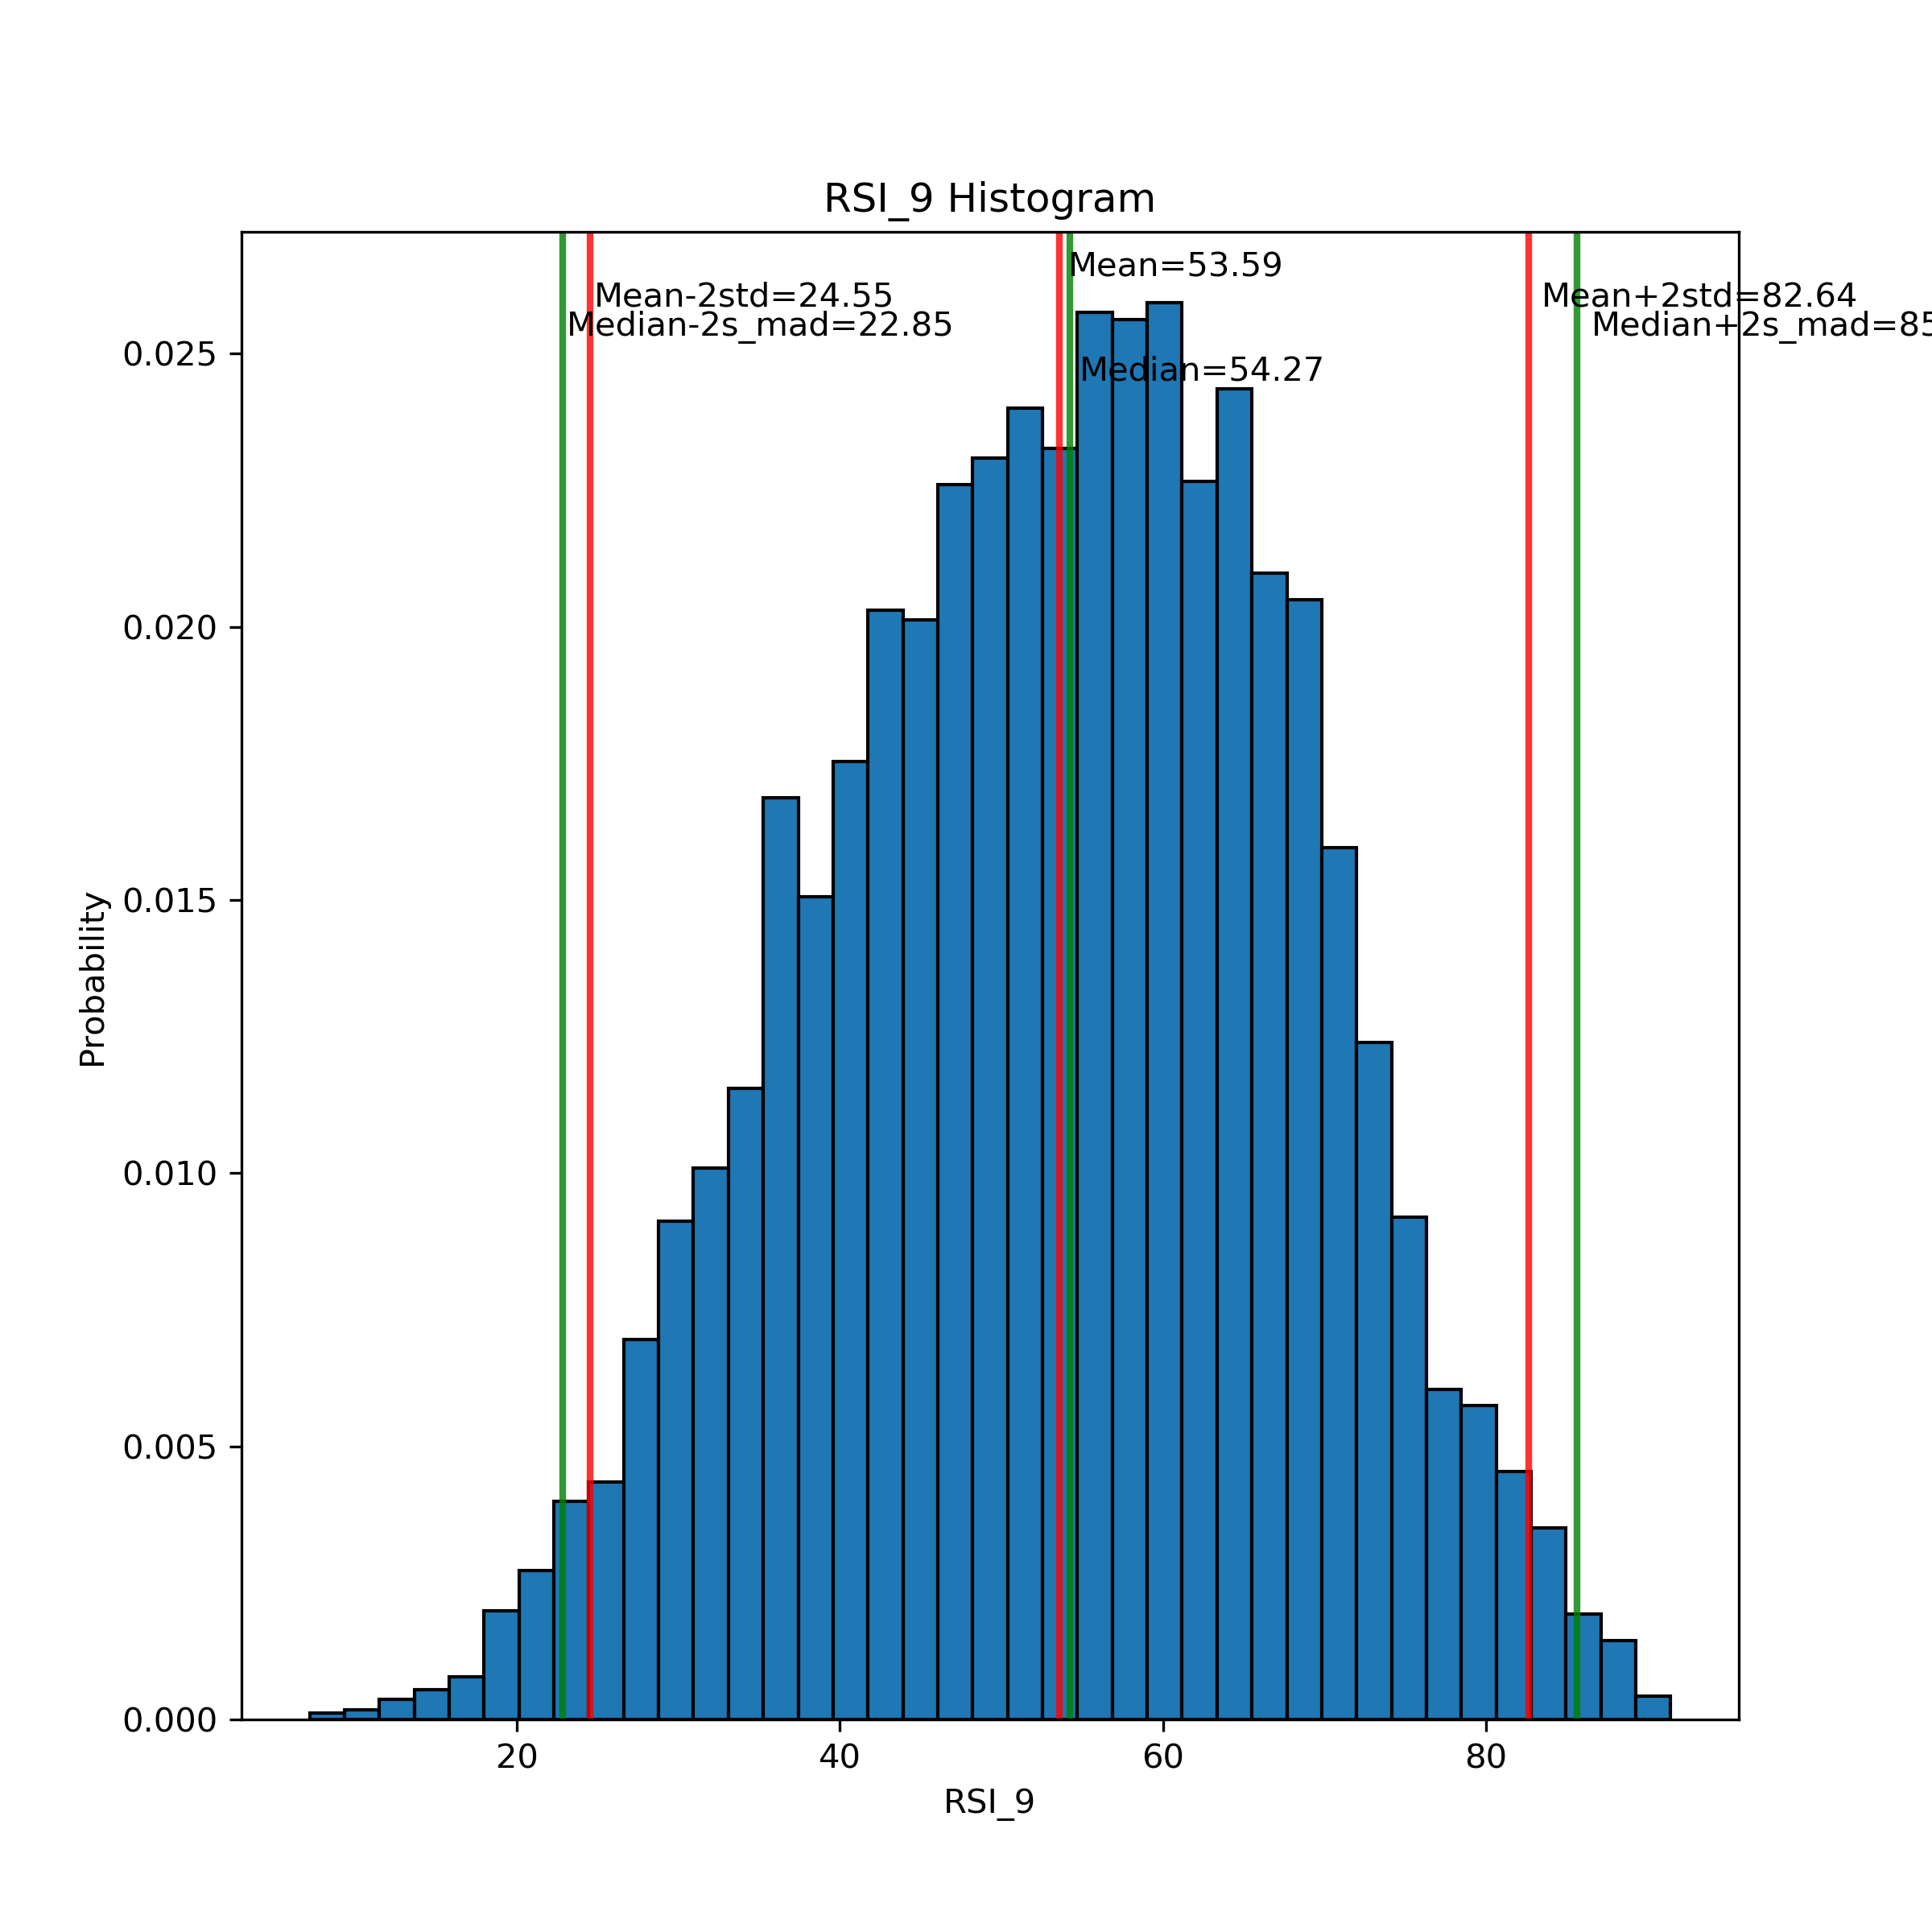 RSI_9 Histogram
Mean=53.59
Mean-2std=24.55
Mean+2std=82.64
Median-2s_mad=22.85
Median+2s_mad=85
Median=54.27
0.025
0.020
0.015
0.010
0.005
0.000
Probability
20 40 60 80
RSI_9